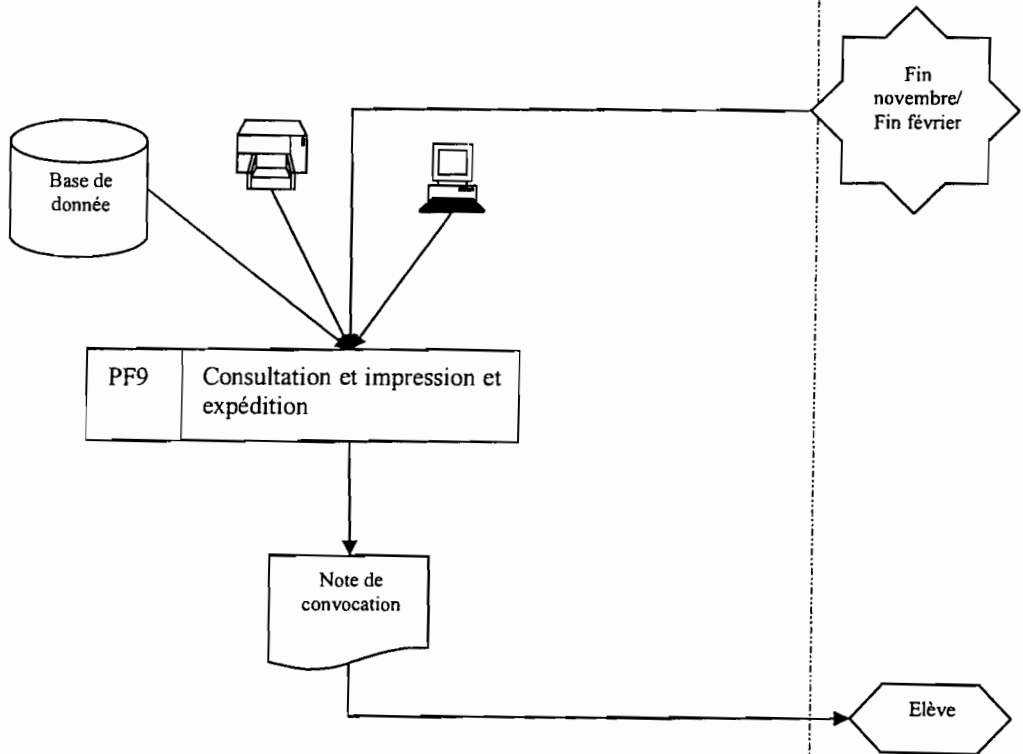 Fin
novembre/
Fin février
Base de
donnée
PF9
Consultation et impression et
expédition
Note de
convocation
Elève